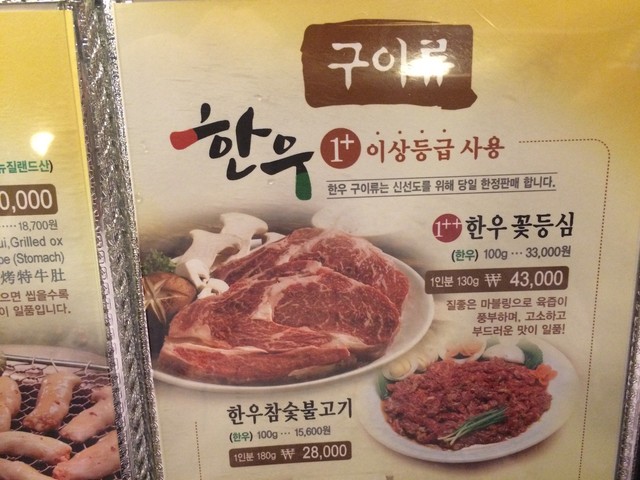 구이류
한우 1+ 이상등급 사용
한우 구이류는 신선도를 위해 당일 한정판매 합니다.
1++ 한우 꽃등심
(한우) 100g ··· 33,000원
1인분 130g ₩ 43,000
질좋은 마블링으로 육즙이
풍부하며, 고소하고
부드러운 맛이 일품!
한우참숯불고기
(한우) 100g ··· 15,600원
1인분 180g ₩ 28,000
뉴질랜드산)
0,000
····· 18,700원
ui,Grilled ox
(Stomach)
烤特牛肚
으면 씹을수록
이 일품입니다.